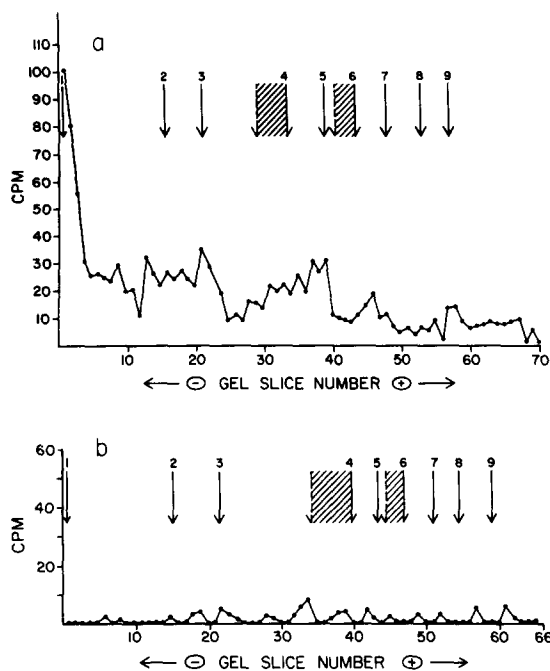 a
110
100
90
80
70
60
50
40
30
20
10
CPM
1 2 3 4 5 6 7 8 9
10 20 30 40 50 60 70
⊖ GEL SLICE NUMBER ⊕
b
60
40
20
CPM
1 2 3 4 5 6 7 8 9
10 20 30 40 50 60 66
⊖ GEL SLICE NUMBER ⊕